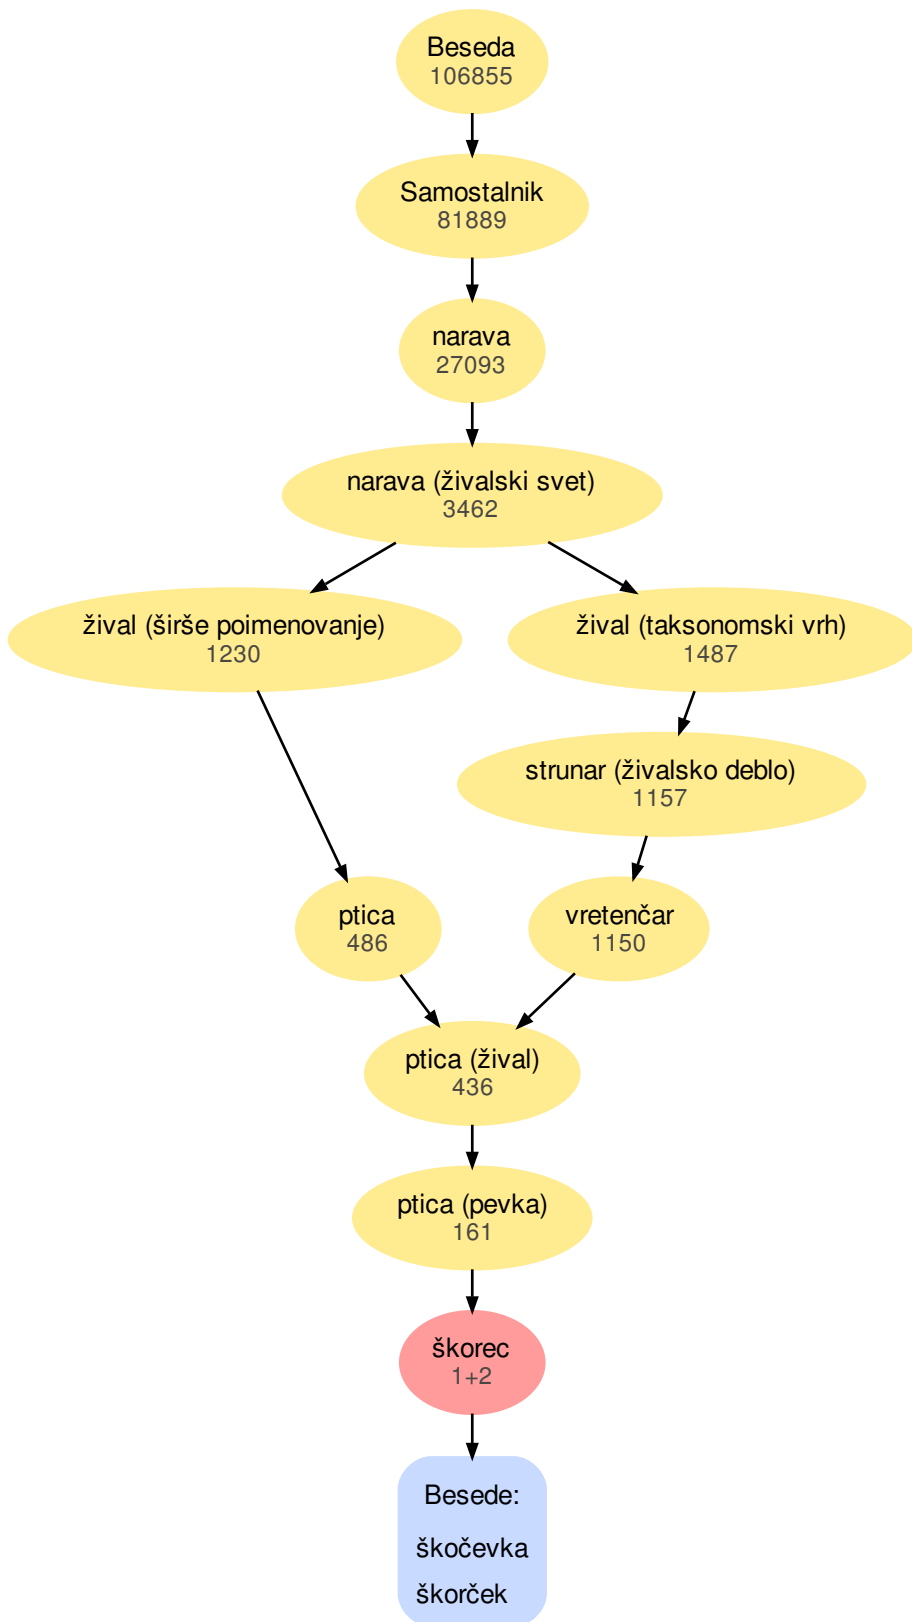 Beseda
106855
Samostalnik
81889
narava
27093
narava (živalski svet)
3462
žival (širše poimenovanje)
1230
žival (taksonomski vrh)
1487
strunar (živalsko deblo)
1157
ptica
486
vretenčar
1150
ptica (žival)
436
ptica (pevka)
161
škorec
1+2
Besede:
škočevka
škorček